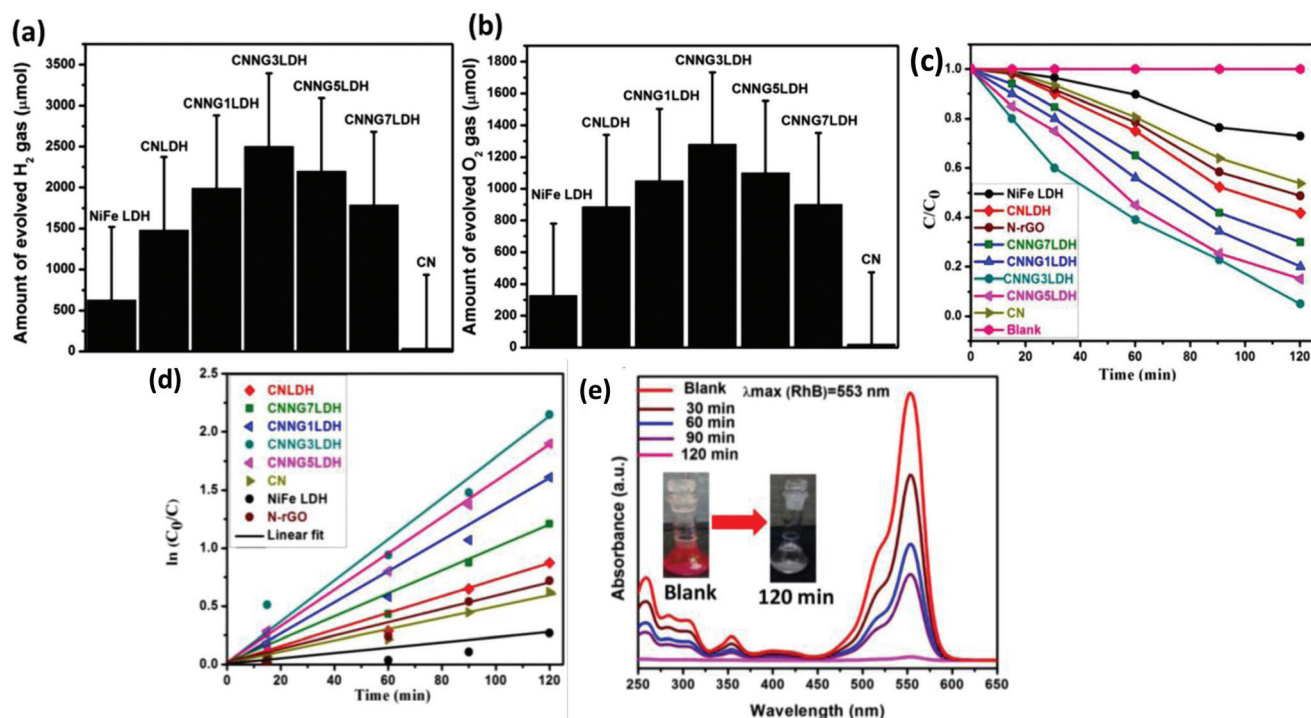 (a)
Amount of evolved H2 gas (μmol)
3500
3000
2500
2000
1500
1000
500
0
NiFe LDH
CNLDH
CNNG1LDH
CNNG3LDH
CNNG5LDH
CNNG7LDH
CN
(b)
Amount of evolved O2 gas (μmol)
1800
1600
1400
1200
1000
800
600
400
200
0
NiFe LDH
CNLDH
CNNG1LDH
CNNG3LDH
CNNG5LDH
CNNG7LDH
CN
(c)
C/C0
1.0
0.8
0.6
0.4
0.2
0.0
NiFe LDH
CNLDH
N-rGO
CNNG7LDH
CNNG1LDH
CNNG3LDH
CNNG5LDH
CN
Blank
0 20 40 60 80 100 120
Time (min)
(d)
ln (C0/C)
2.5
2.0
1.5
1.0
0.5
0.0
CNLDH
CNNG7LDH
CNNG1LDH
CNNG3LDH
CNNG5LDH
CN
NiFe LDH
N-rGO
Linear fit
0 20 40 60 80 100 120
Time (min)
(e)
Absorbance (a.u.)
Blank
30 min
60 min
90 min
120 min
λmax (RhB)=553 nm
Blank
120 min
250 300 350 400 450 500 550 600 650
Wavelength (nm)